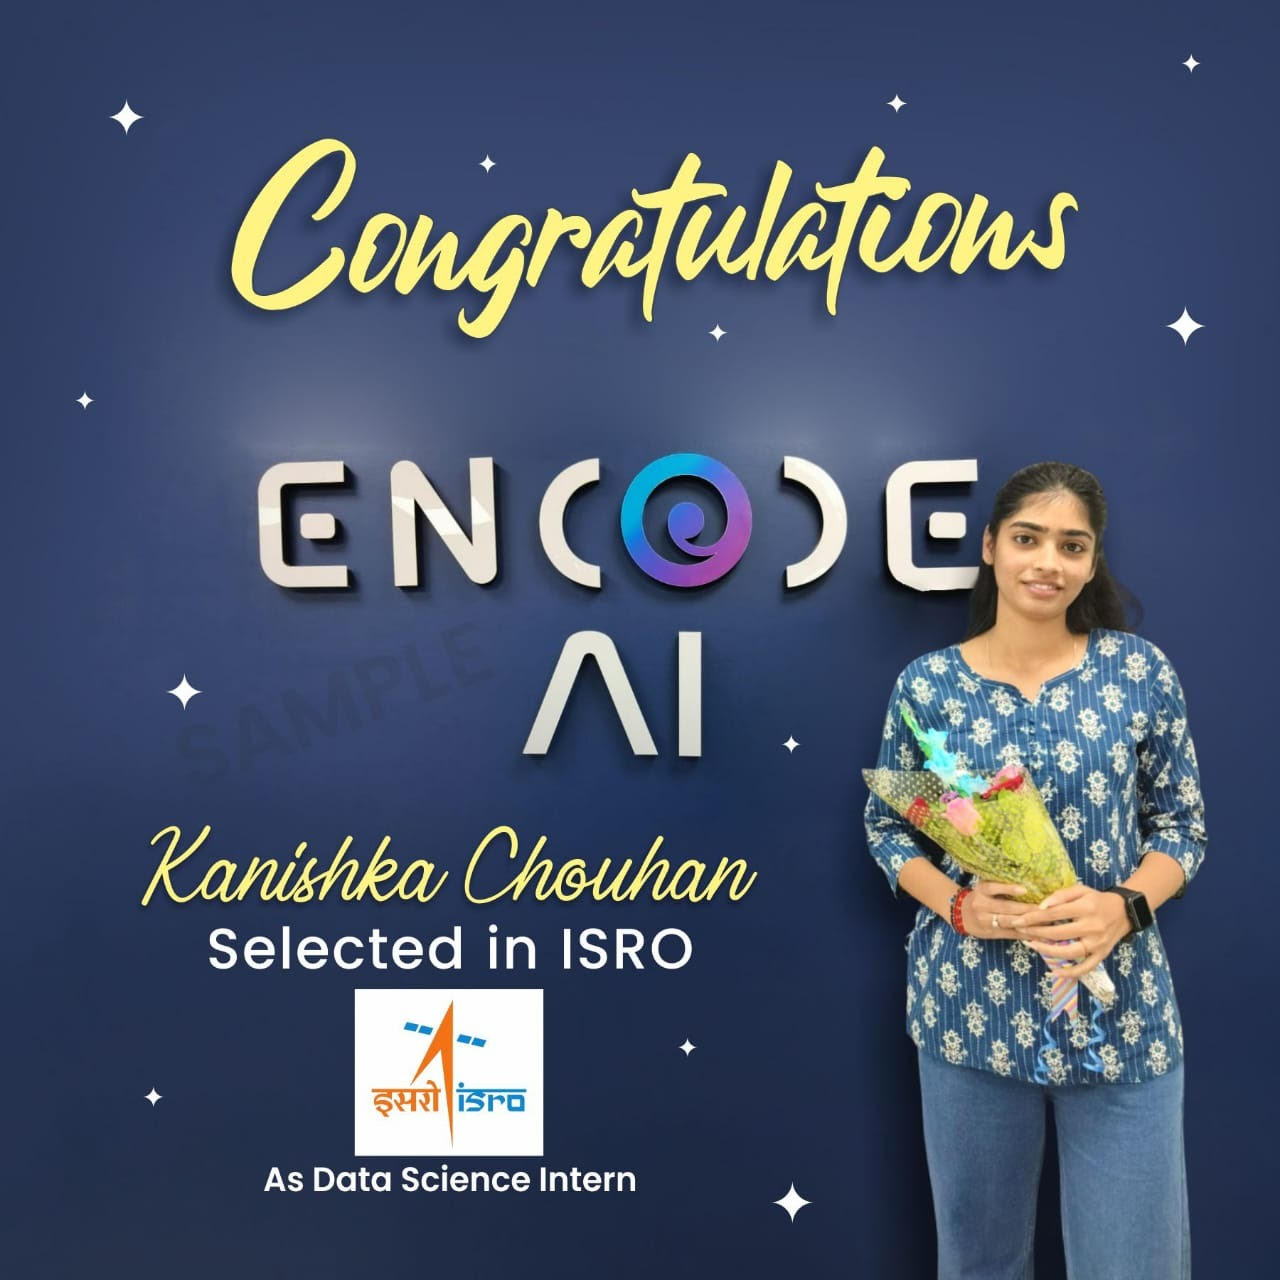 Congratulations
ENCODE
AI
SAMPLE
Kanishka Chouhan
Selected in ISRO
इसरो isro
As Data Science Intern